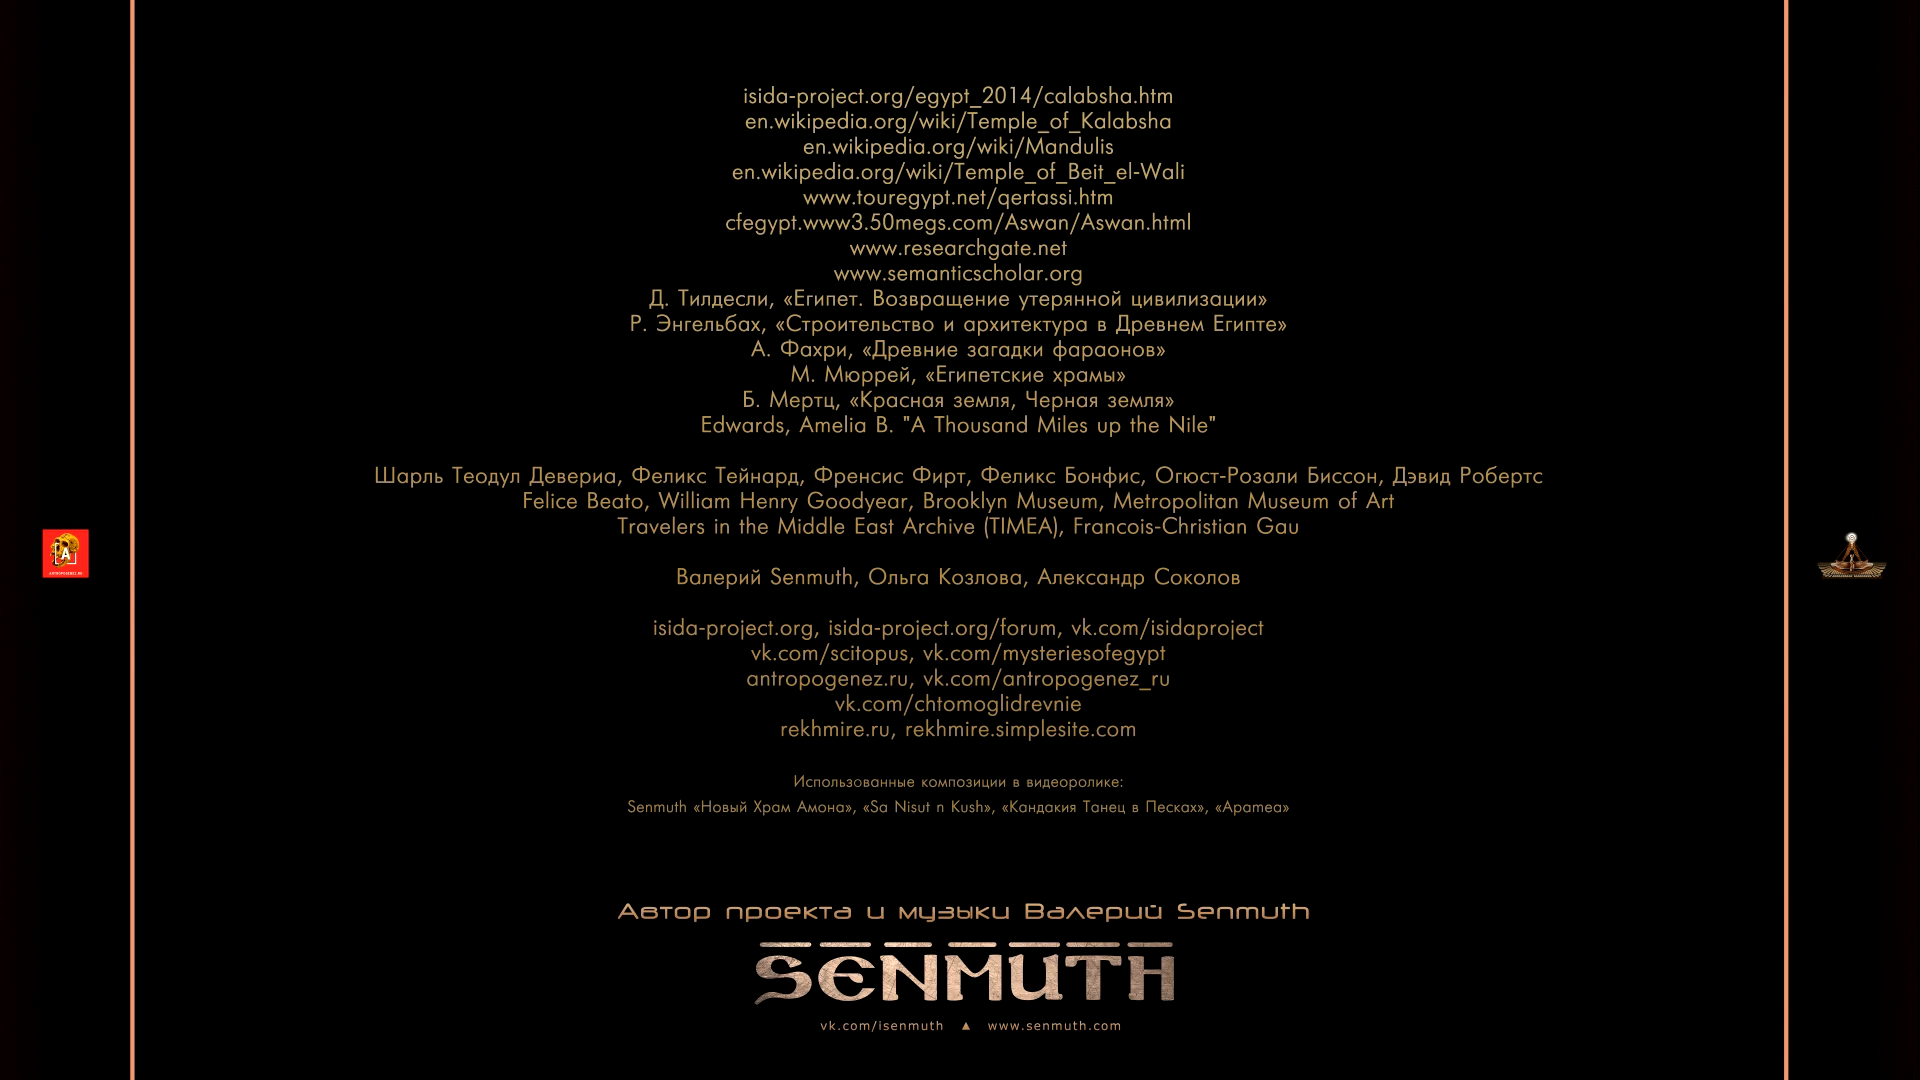 isida-project.org/egypt_2014/calabsha.htm
en.wikipedia.org/wiki/Temple_of_Kalabsha
en.wikipedia.org/wiki/Mandulis
en.wikipedia.org/wiki/Temple_of_Beit_el-Wali
www.touregypt.net/qertassi.htm
cfegypt.www3.50megs.com/Aswan/Aswan.html
www.researchgate.net
www.semanticscholar.org
Д. Тилдесли, «Египет. Возвращение утерянной цивилизации»
Р. Энгельбах, «Строительство и архитектура в Древнем Египте»
А. Фахри, «Древние загадки фараонов»
М. Мюррей, «Египетские храмы»
Б. Мертц, «Красная земля, Черная земля»
Edwards, Amelia B. "A Thousand Miles up the Nile"
Шарль Теодул Девериа, Феликс Тейнард, Френсис Фирт, Феликс Бонфис, Огюст-Розали Биссон, Дэвид Робертс
Felice Beato, William Henry Goodyear, Brooklyn Museum, Metropolitan Museum of Art
Travelers in the Middle East Archive (TIMEA), Francois-Christian Gau
Валерий Senmuth, Ольга Козлова, Александр Соколов
isida-project.org, isida-project.org/forum, vk.com/isidaproject
vk.com/scitopus, vk.com/mysteriesofegypt
antropogenez.ru, vk.com/antropogenez_ru
vk.com/chtomoglidrevnie
rekhmire.ru, rekhmire.simplesite.com
Использованные композиции в видеоролике:
Senmuth «Новый Храм Амона», «Sa Nisut n Kush», «Кандакия Танец в Песках», «Apamea»
Автор проекта и музыки Валерий Senmuth
SENMUTH
vk.com/isenmuth ▲ www.senmuth.com
A
ANTROPOGENEZ.RU